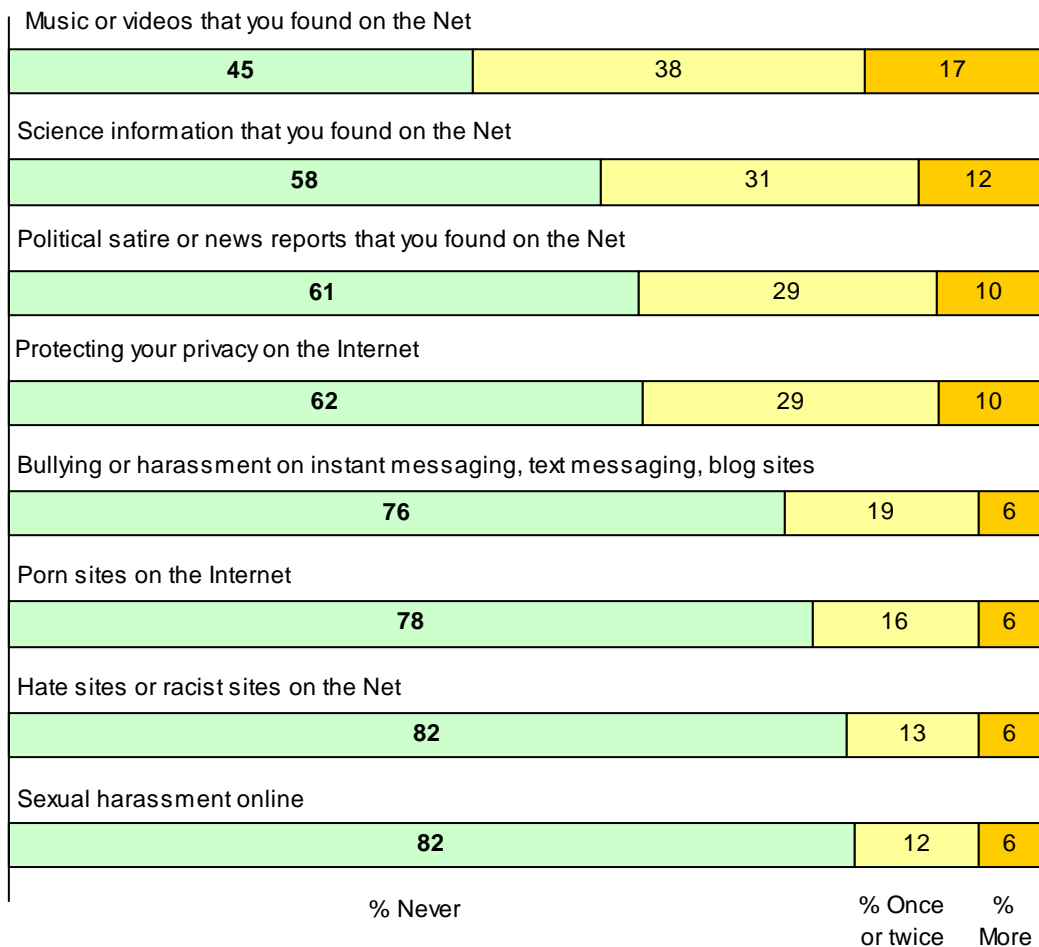 Music or videos that you found on the Net
45 38 17
Science information that you found on the Net
58 31 12
Political satire or news reports that you found on the Net
61 29 10
Protecting your privacy on the Internet
62 29 10
Bullying or harassment on instant messaging, text messaging, blog sites
76 19 6
Porn sites on the Internet
78 16 6
Hate sites or racist sites on the Net
82 13 6
Sexual harassment online
82 12 6
% Never % Once %
or twice More